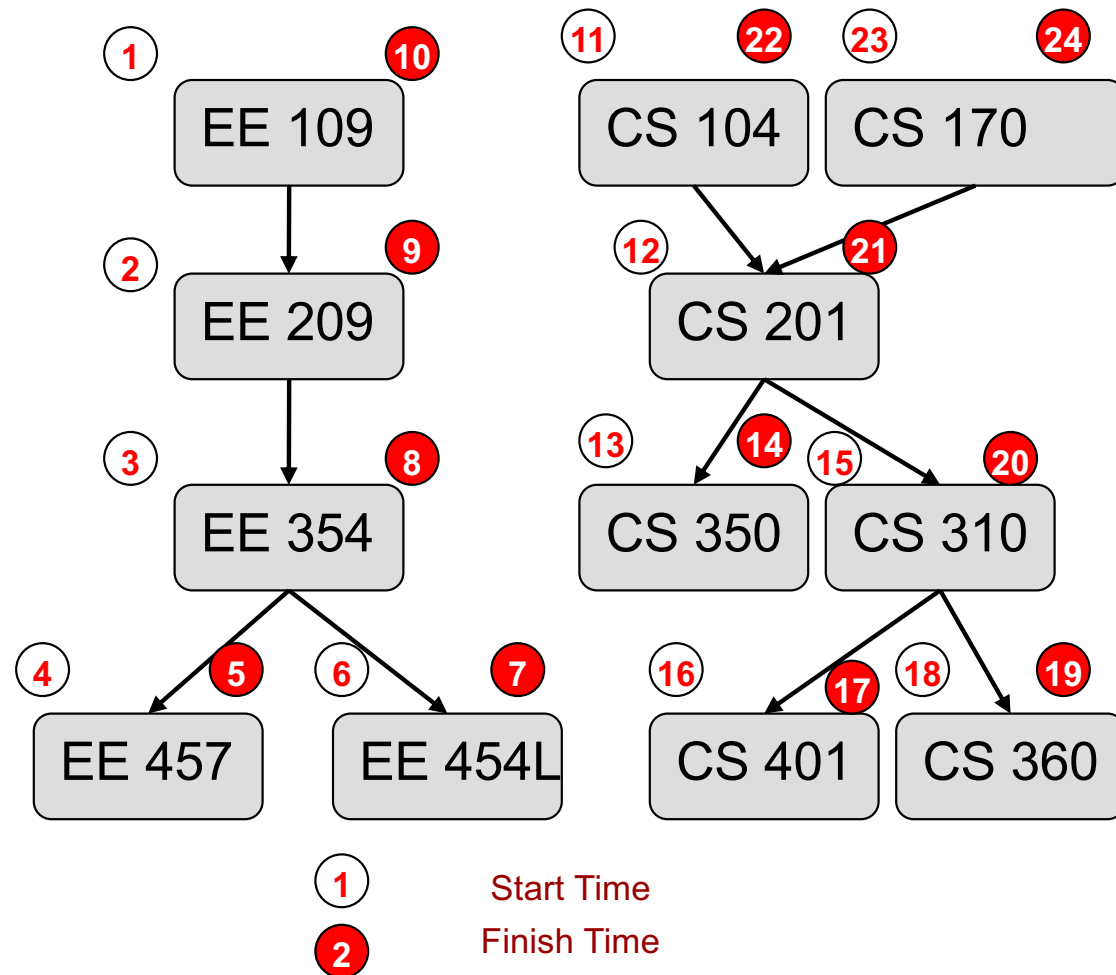 1 10 11 22 23 24
EE 109 CS 104 CS 170
2 9 12 21
EE 209 CS 201
3 8 13 14 15 20
EE 354 CS 350 CS 310
4 5 6 7 16 17 18 19
EE 457 EE 454L CS 401 CS 360
1 Start Time
2 Finish Time